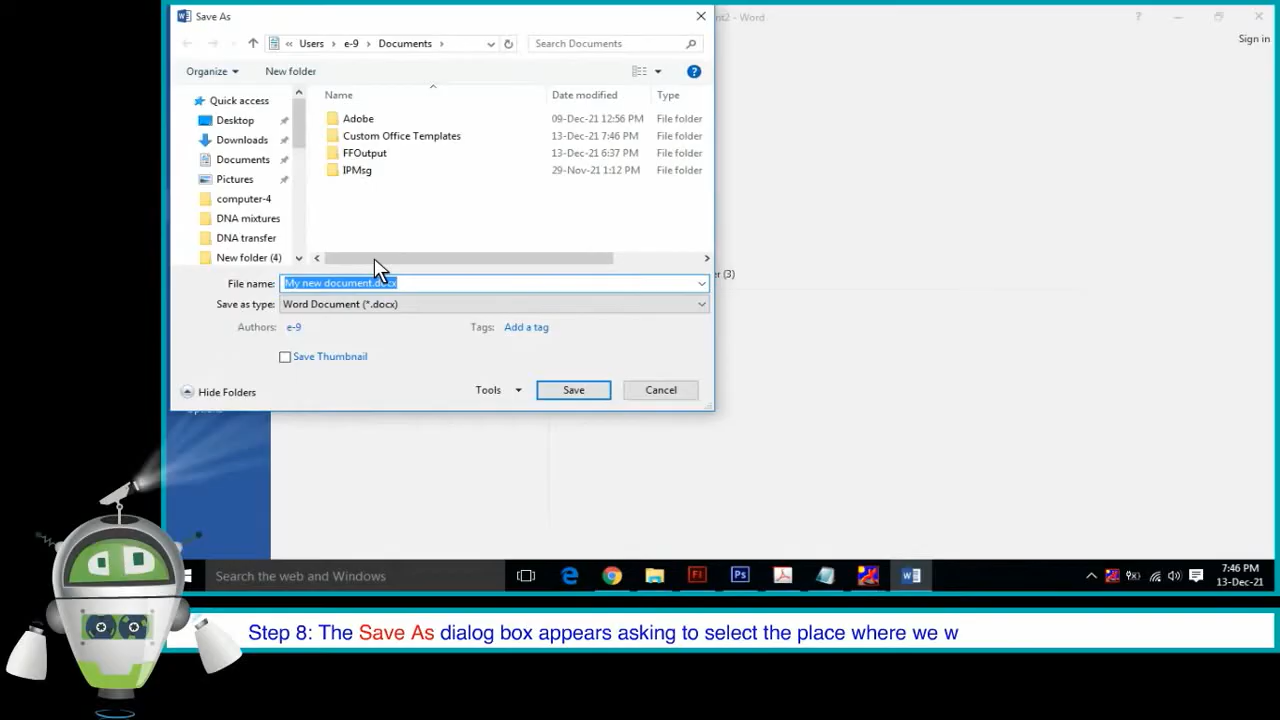 Save As
nt2 - Word
?
Sign in
« Users › e-9 › Documents ›
Search Documents
Organize
New folder
?
Name
Date modified
Type
Quick access
Desktop
Downloads
Documents
Pictures
computer-4
DNA mixtures
DNA transfer
New folder (4)
Adobe
09-Dec-21 12:56 PM
File folder
Custom Office Templates
13-Dec-21 7:46 PM
File folder
FFOutput
13-Dec-21 6:37 PM
File folder
IPMsg
29-Nov-21 1:12 PM
File folder
r (3)
File name: My new document.docx
Save as type: Word Document (*.docx)
Authors: e-9
Tags: Add a tag
Save Thumbnail
Hide Folders
Tools
Save
Cancel
Search the web and Windows
Fl
Ps
7:46 PM
13-Dec-21
Step 8: The Save As dialog box appears asking to select the place where we w